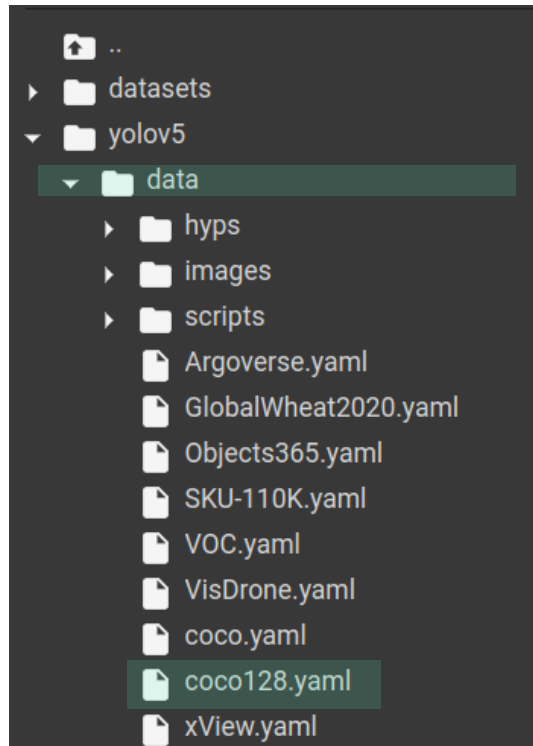 ..
datasets
yolov5
data
hyps
images
scripts
Argoverse.yaml
GlobalWheat2020.yaml
Objects365.yaml
SKU-110K.yaml
VOC.yaml
VisDrone.yaml
coco.yaml
coco128.yaml
xView.yaml